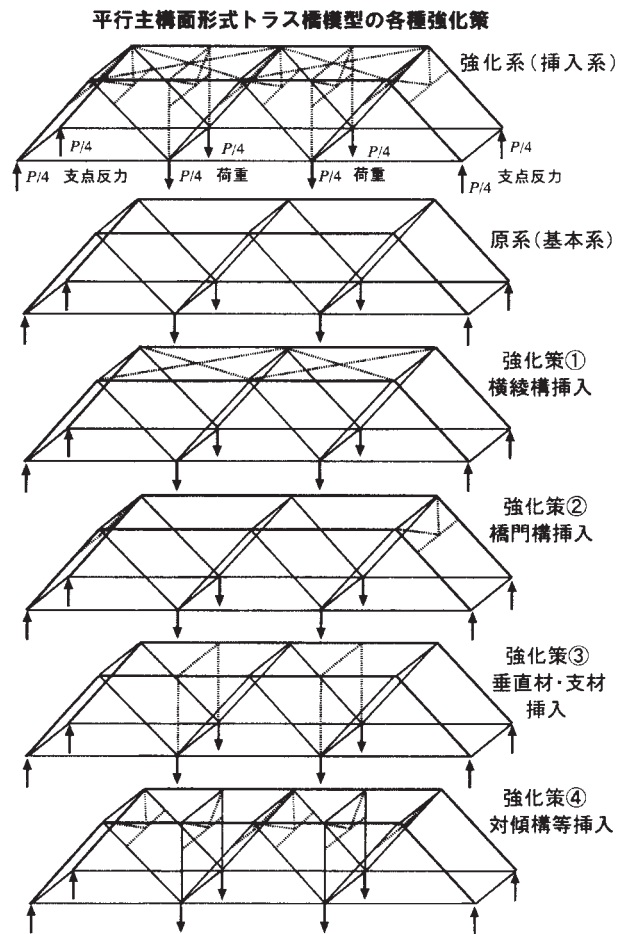 平行主構面形式トラス橋模型の各種強化策
強化系(挿入系)
P/4 P/4 P/4 P/4
P/4 支点反力 P/4 荷重 P/4 荷重 P/4 支点反力
原系(基本系)
強化策①
横綾構挿入
強化策②
橋門構挿入
強化策③
垂直材・支材
挿入
強化策④
対傾構等挿入